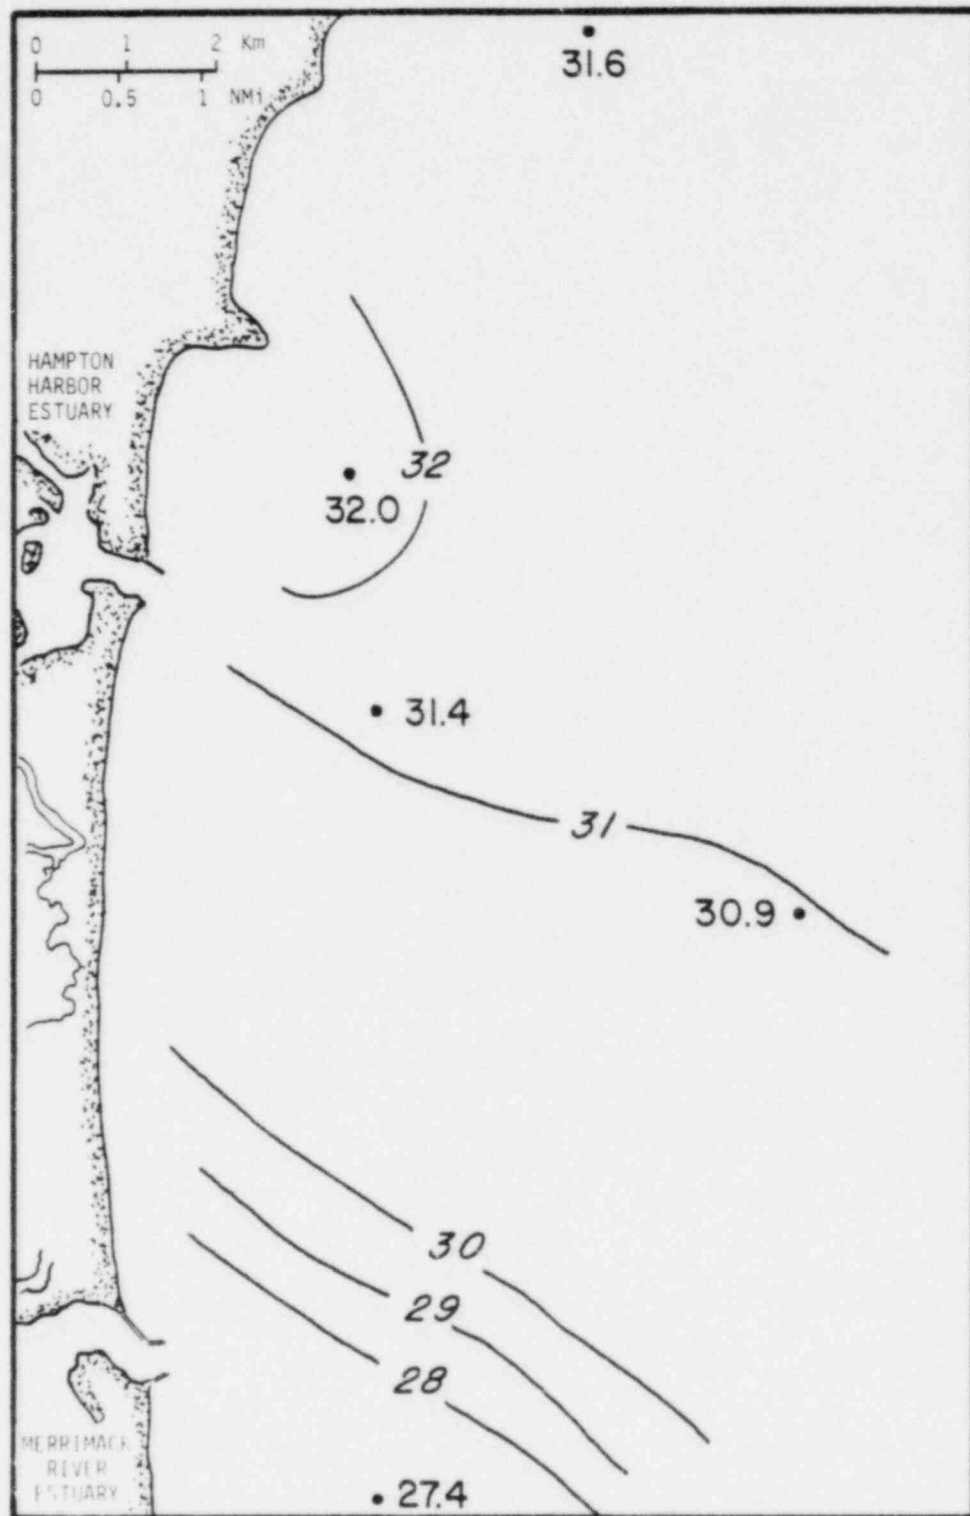 0 1 2 Km
0 0.5 1 NMi
31.6
HAMPTON
HARBOR
ESTUARY
32
32.0
31.4
31
30.9
30
29
28
MERRIMACK
RIVER
ESTUARY
27.4